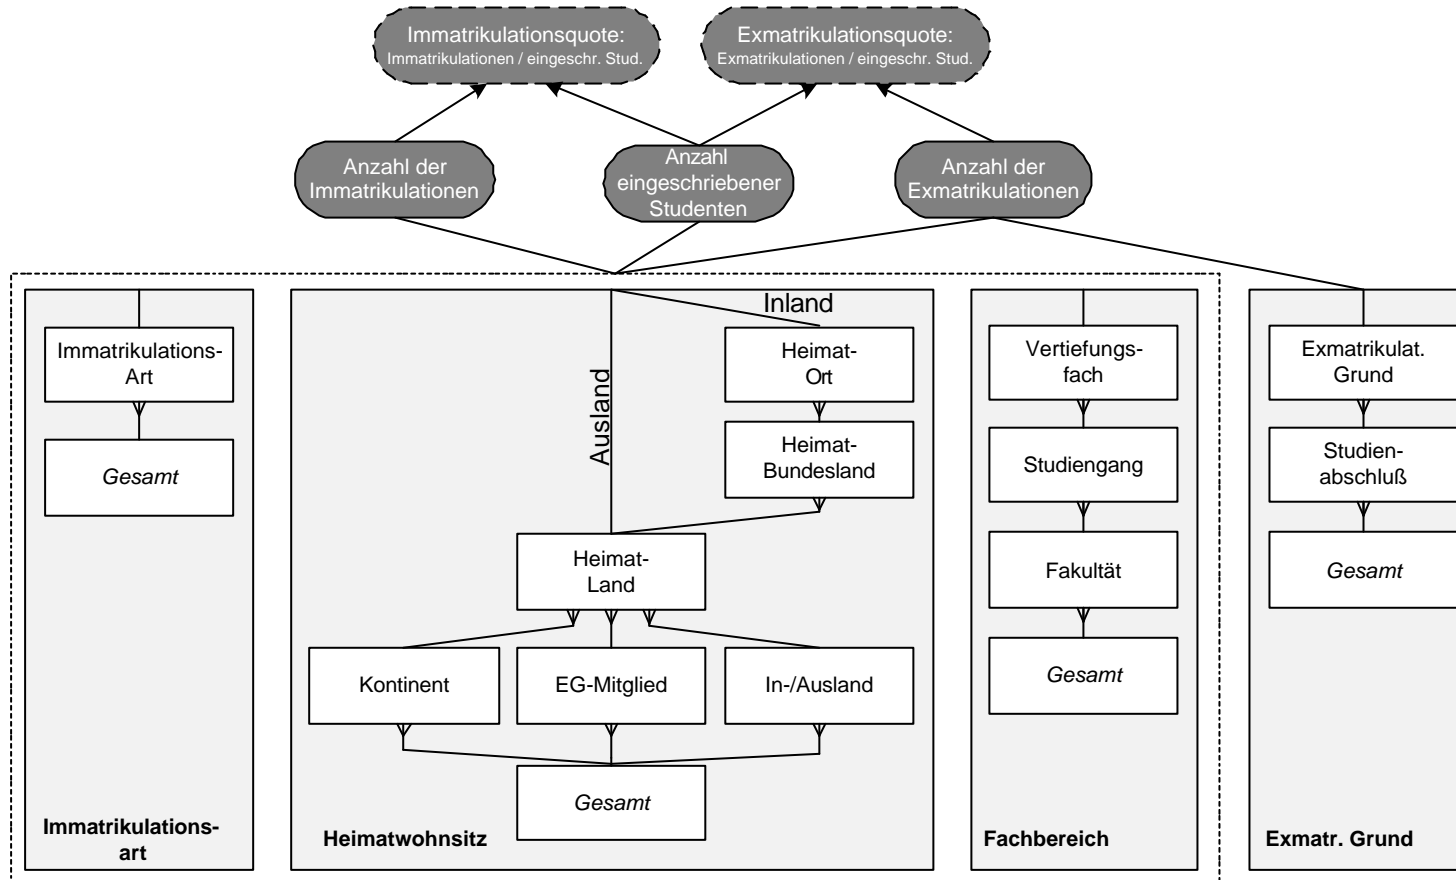 Immatrikulationsquote:
Immatrikulationen / eingeschr. Stud.
Exmatrikulationsquote:
Exmatrikulationen / eingeschr. Stud.
Anzahl der
Immatrikulationen
Anzahl
eingeschriebener
Studenten
Anzahl der
Exmatrikulationen
Immatrikulations-
Art
Gesamt
Immatrikulations-
art
Inland
Ausland
Heimat-
Ort
Heimat-
Bundesland
Heimat-
Land
Kontinent
EG-Mitglied
In-/Ausland
Gesamt
Heimatwohnsitz
Vertiefungs-
fach
Studiengang
Fakultät
Gesamt
Fachbereich
Exmatrikulat.
Grund
Studien-
abschluß
Gesamt
Exmatr. Grund